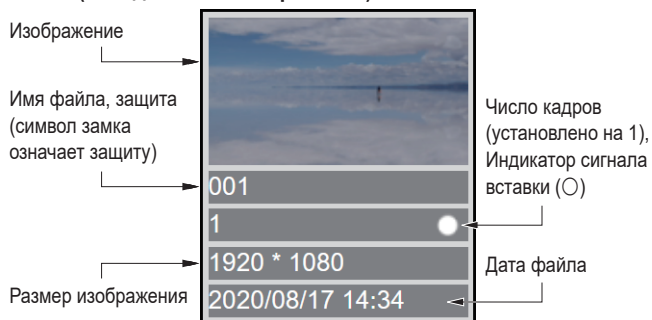 Изображение
Имя файла, защита
(символ замка
означает защиту)
Размер изображения
001
1
1920 * 1080
2020/08/17 14:34
Число кадров
(установлено на 1),
Индикатор сигнала
вставки (○)
Дата файла